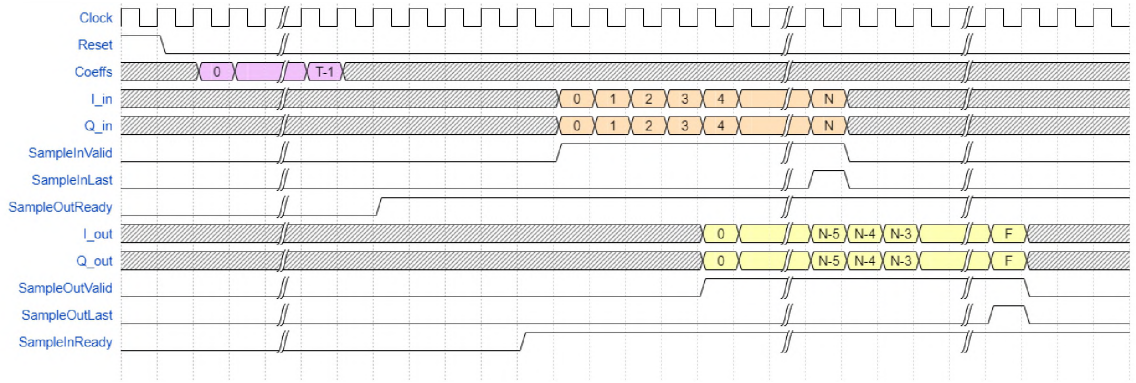 Clock
Reset
Coeffs 0 T-1
I_in 0 1 2 3 4 N
Q_in 0 1 2 3 4 N
SampleInValid
SampleInLast
SampleOutReady
I_out 0 N-5 N-4 N-3 F
Q_out 0 N-5 N-4 N-3 F
SampleOutValid
SampleOutLast
SampleInReady